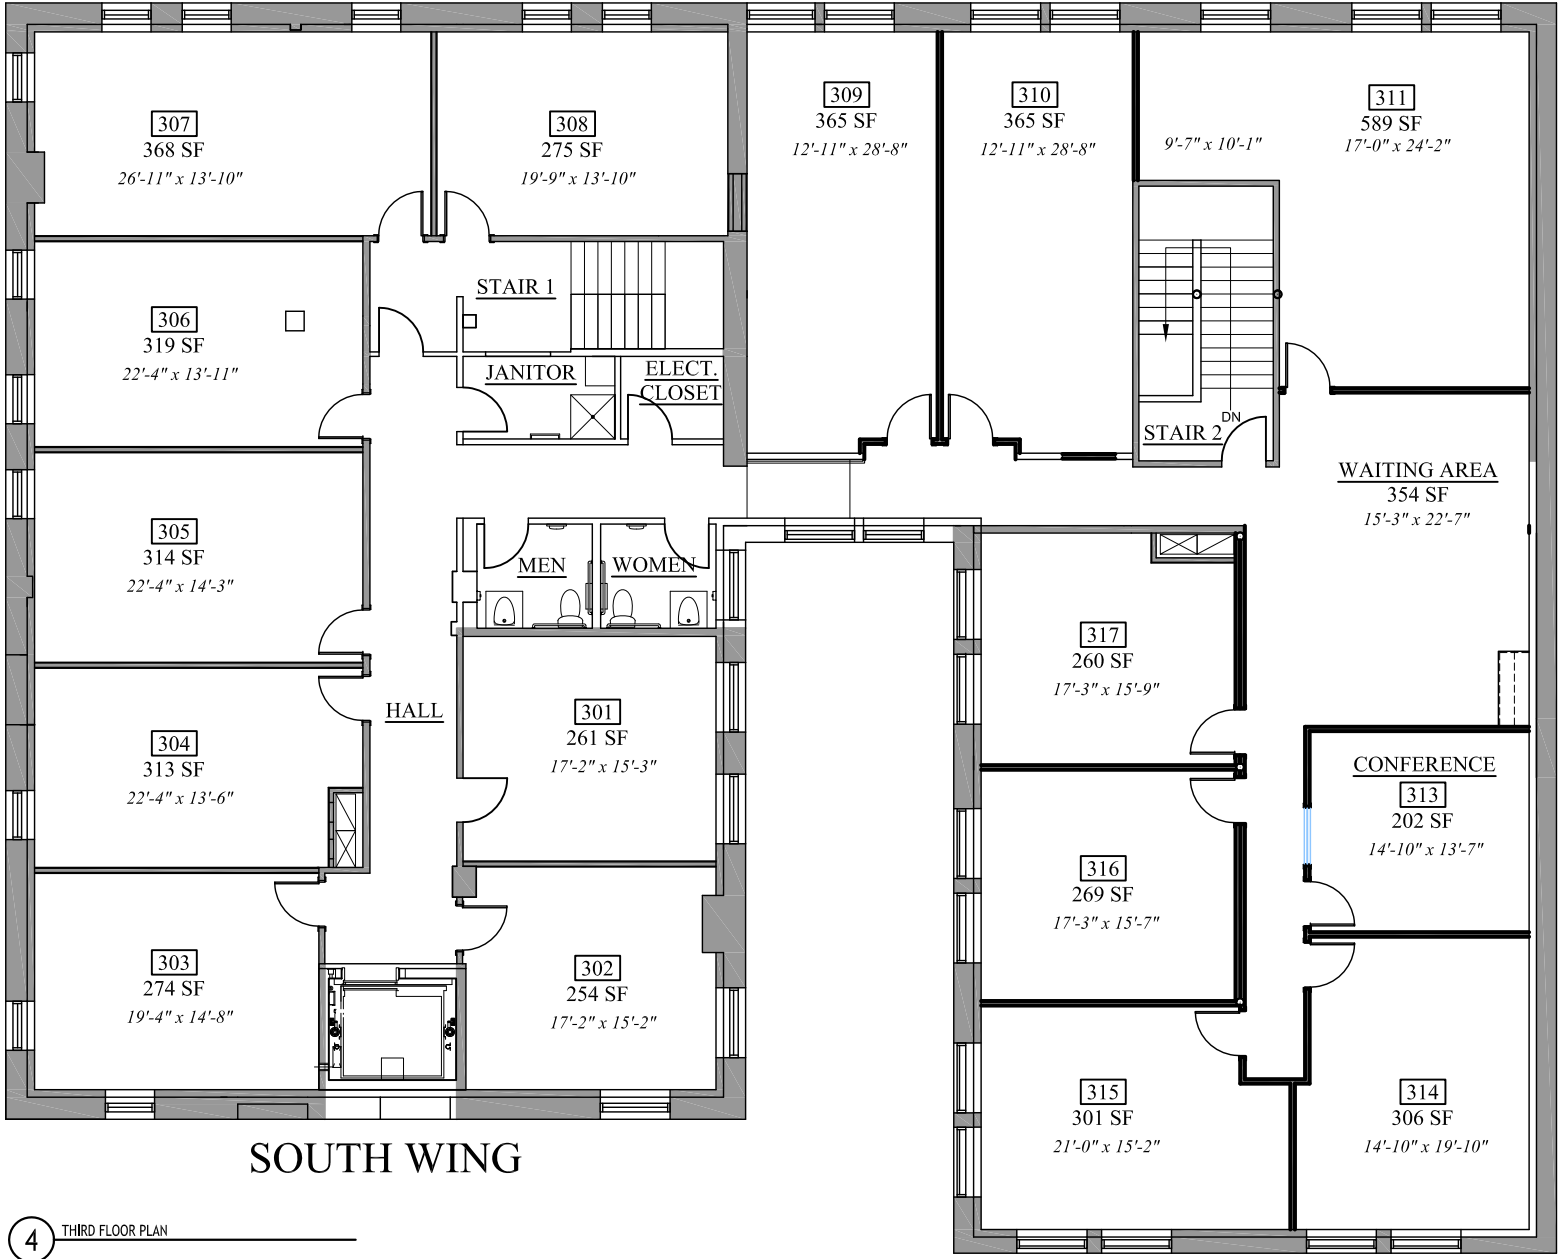 307
368 SF
26'-11" x 13'-10"
308
275 SF
19'-9" x 13'-10"
309
365 SF
12'-11" x 28'-8"
310
365 SF
12'-11" x 28'-8"
9'-7" x 10'-1"
311
589 SF
17'-0" x 24'-2"
306
319 SF
22'-4" x 13'-11"
STAIR 1
JANITOR
ELECT.
CLOSET
DN
STAIR 2
WAITING AREA
354 SF
15'-3" x 22'-7"
305
314 SF
22'-4" x 14'-3"
MEN
WOMEN
317
260 SF
17'-3" x 15'-9"
304
313 SF
22'-4" x 13'-6"
HALL
301
261 SF
17'-2" x 15'-3"
CONFERENCE
313
202 SF
14'-10" x 13'-7"
316
269 SF
17'-3" x 15'-7"
303
274 SF
19'-4" x 14'-8"
302
254 SF
17'-2" x 15'-2"
315
301 SF
21'-0" x 15'-2"
314
306 SF
14'-10" x 19'-10"
SOUTH WING
4 THIRD FLOOR PLAN